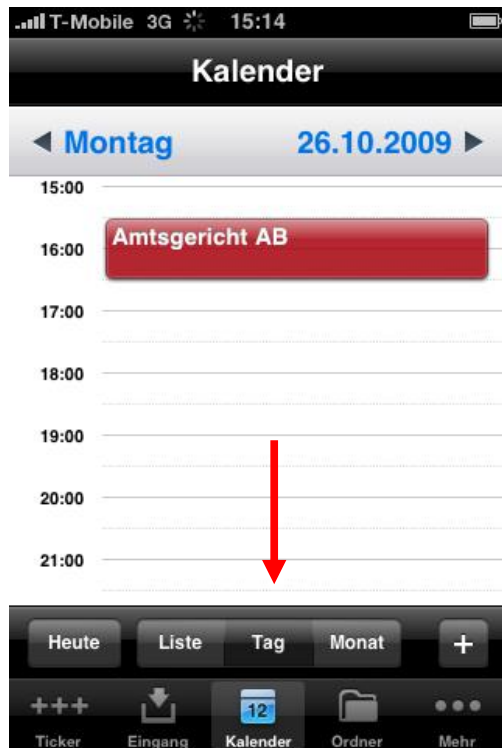 T-Mobile 3G 15:14
Kalender
Montag 26.10.2009
15:00
Amtsgericht AB
16:00
17:00
18:00
19:00
20:00
21:00
Heute Liste Tag Monat +
+++ 12
Ticker Eingang Kalender Ordner Mehr